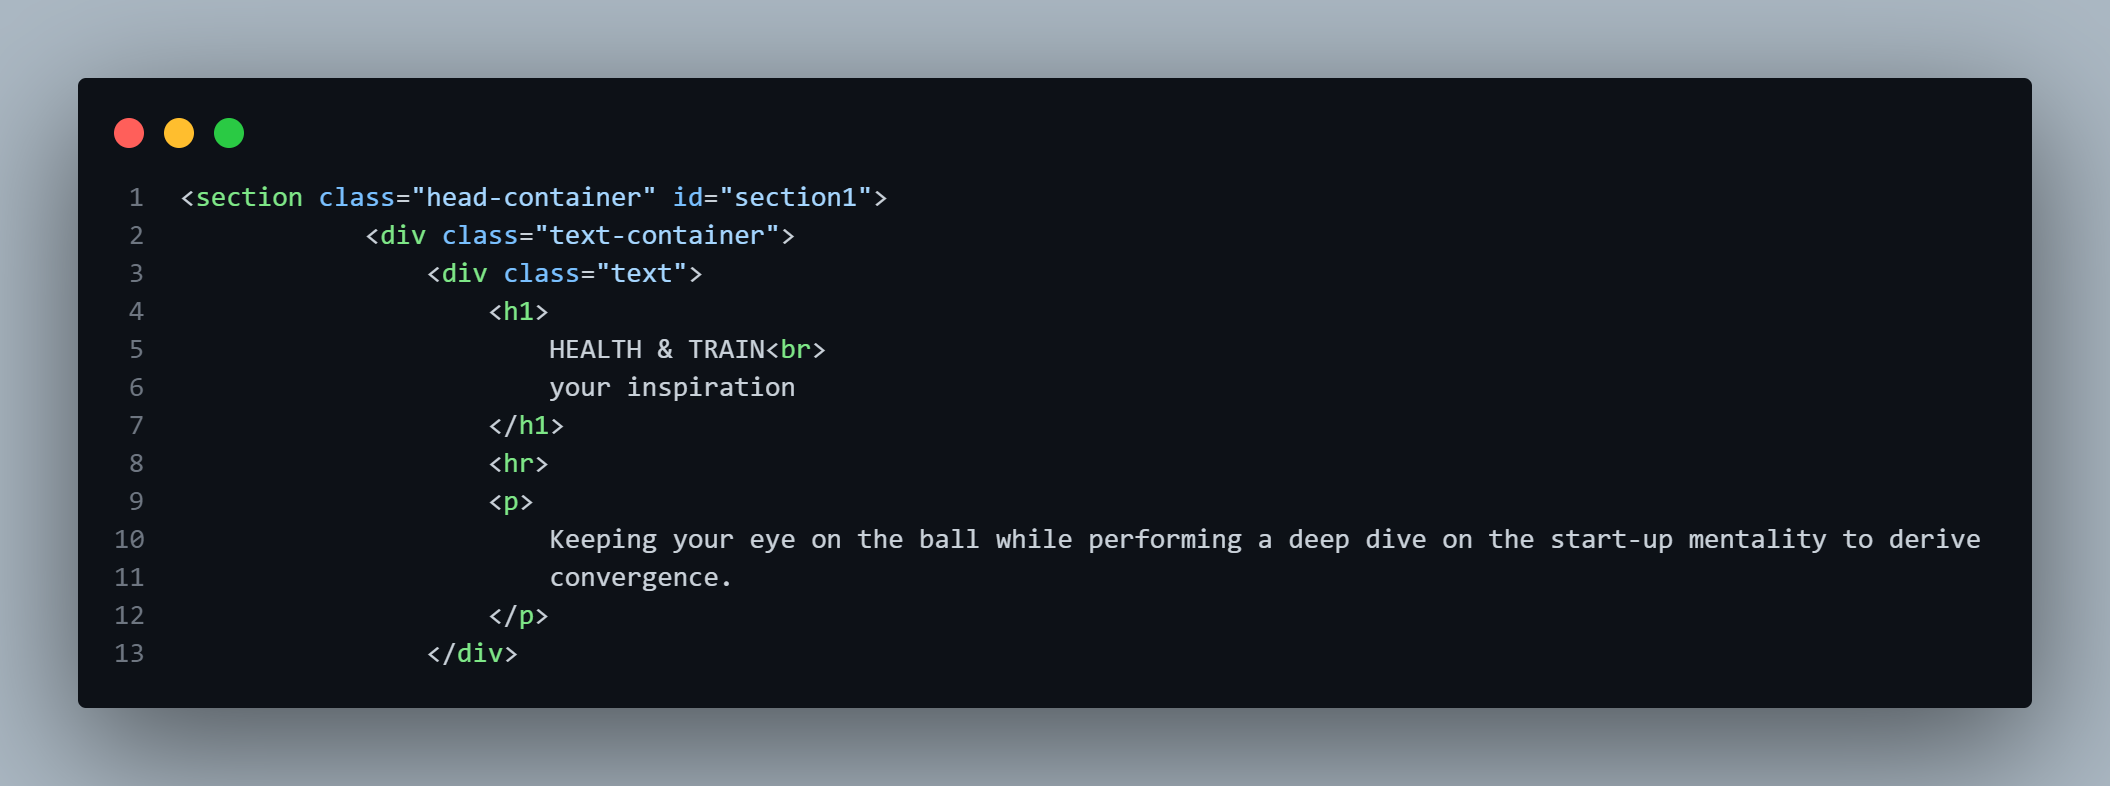 1 <section class="head-container" id="section1">
2             <div class="text-container">
3                 <div class="text">
4                     <h1>
5                         HEALTH & TRAIN<br>
6                         your inspiration
7                     </h1>
8                     <hr>
9                     <p>
10                         Keeping your eye on the ball while performing a deep dive on the start-up mentality to derive
11                         convergence.
12                     </p>
13                 </div>